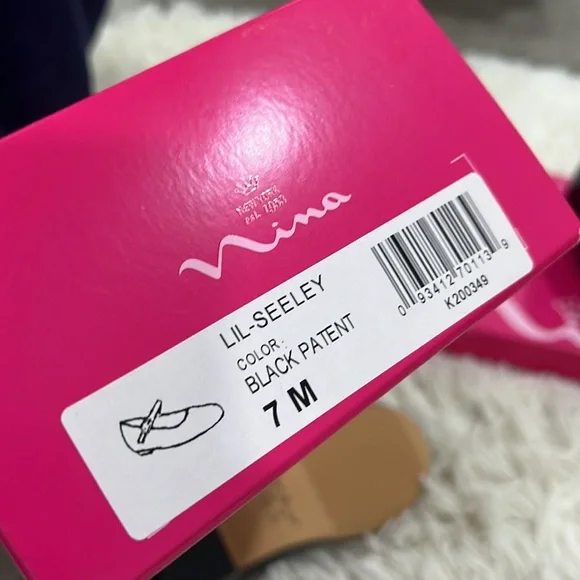 NEW YORK
est. 1953
Nina
LIL-SEELEY
COLOR:
BLACK PATENT
7 M
0 93412 70113 9
K200349